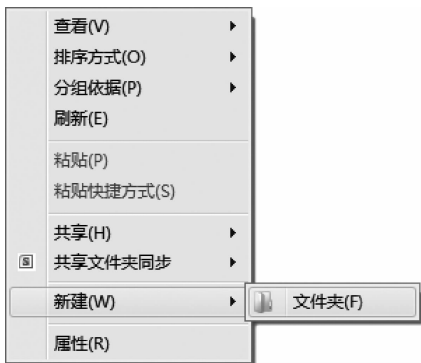 查看(V)
排序方式(O)
分组依据(P)
刷新(E)
粘贴(P)
粘贴快捷方式(S)
共享(H)
S 共享文件夹同步
新建(W) 文件夹(F)
属性(R)